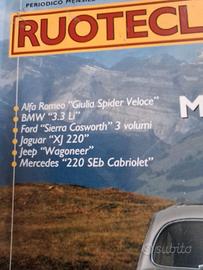 PERIODICO MENSILE
RUOTECL
Alfa Romeo "Giulia Spider Veloce"
BMW "3.3 Li"
Ford "Sierra Cosworth" 3 volumi
Jaguar "XJ 220"
Jeep "Wagoneer"
Mercedes "220 SEb Cabriolet"
M
subito